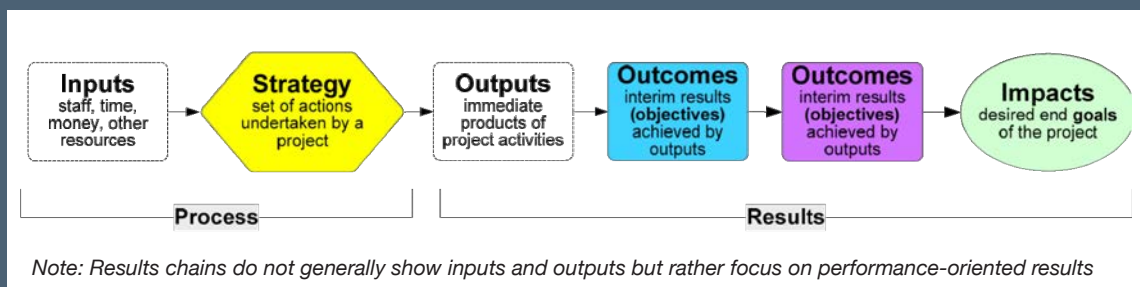 Inputs
staff, time,
money, other
resources
Strategy
set of actions
undertaken by a
project
Outputs
immediate
products of
project activities
Outcomes
interim results
(objectives)
achieved by
outputs
Outcomes
interim results
(objectives)
achieved by
outputs
Impacts
desired end goals
of the project
Process
Results
Note: Results chains do not generally show inputs and outputs but rather focus on performance-oriented results